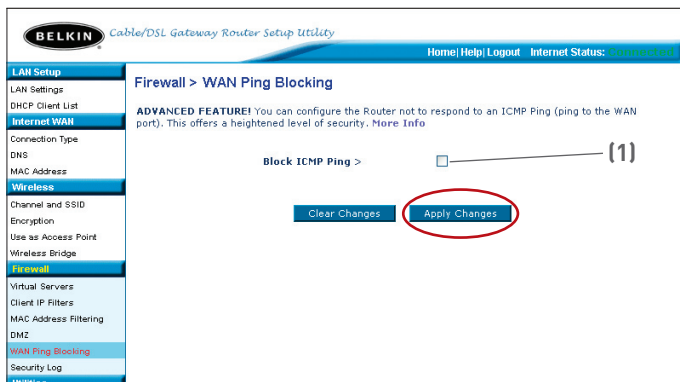 BELKIN Cable/DSL Gateway Router Setup Utility
Home| Help| Logout Internet Status: Connected
LAN Setup
LAN Settings
DHCP Client List
Internet WAN
Connection Type
DNS
MAC Address
Wireless
Channel and SSID
Encryption
Use as Access Point
Wireless Bridge
Firewall
Virtual Servers
Client IP Filters
MAC Address Filtering
DMZ
WAN Ping Blocking
Security Log
Utilities
Firewall > WAN Ping Blocking
ADVANCED FEATURE! You can configure the Router not to respond to an ICMP Ping (ping to the WAN
port). This offers a heightened level of security. More Info
Block ICMP Ping >
(1)
Clear Changes Apply Changes